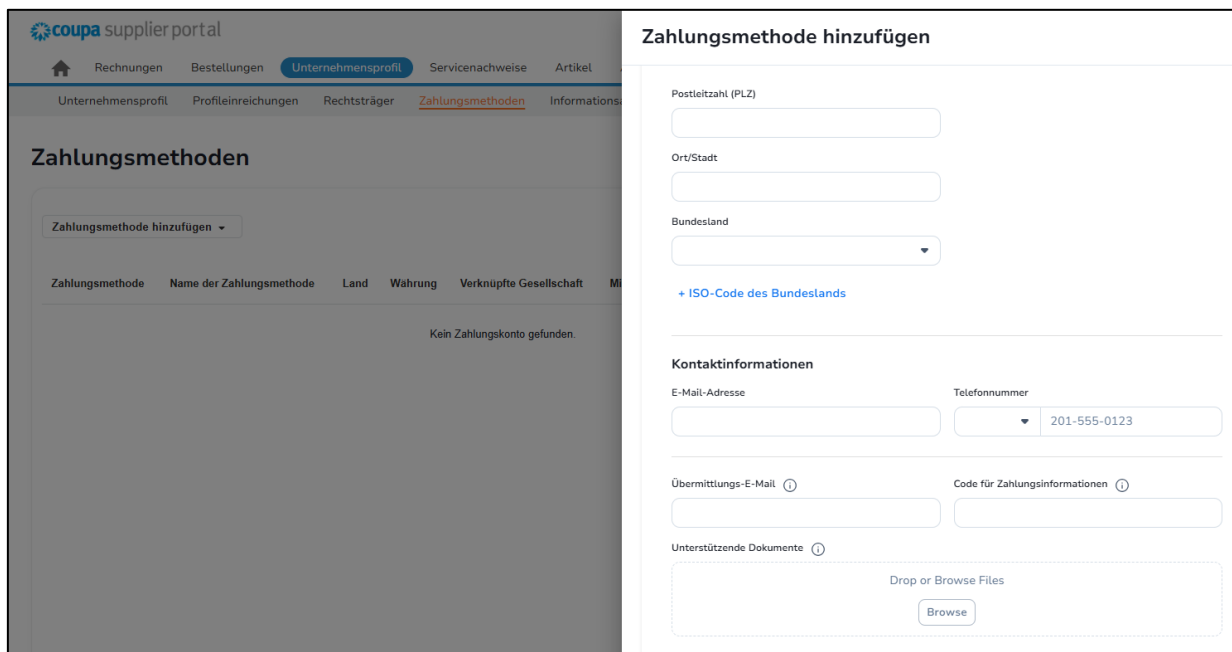 coupa supplier portal
Rechnungen Bestellungen Unternehmensprofil Servicenachweise Artikel
Unternehmensprofil Profileinreichungen Rechtsträger Zahlungsmethoden
Zahlungsmethoden
Zahlungsmethode hinzufügen
Zahlungsmethode Name der Zahlungsmethode Land Währung Verknüpfte Gesellschaft
Kein Zahlungskonto gefunden.
Zahlungsmethode hinzufügen
Postleitzahl (PLZ)
Ort/Stadt
Bundesland
+ ISO-Code des Bundeslands
Kontaktinformationen
E-Mail-Adresse Telefonnummer
201-555-0123
Übermittlungs-E-Mail Code für Zahlungsinformationen
Unterstützende Dokumente
Drop or Browse Files
Browse